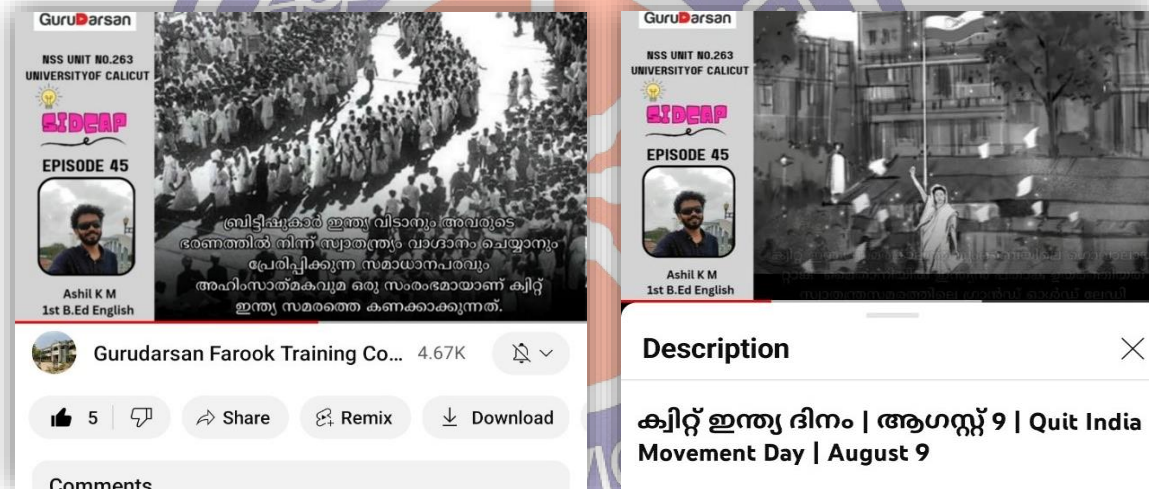 GuruDarsan
NSS UNIT NO.263
UNIVERSITYOF CALICUT
SIDCAP
EPISODE 45
Ashil K M
1st B.Ed English
ബ്രിട്ടീഷുകാർ ഇന്ത്യ വിടാനും അവരുടെ
ഭരണത്തിൽ നിന്ന് സ്വാതന്ത്ര്യം വാഗ്ദാനം ചെയ്യാനും
പ്രേരിപ്പിക്കുന്ന സമാധാനപരവും
അഹിംസാത്മകവുമ ഒരു സംരംഭമായാണ് ക്വിറ്റ്
ഇന്ത്യ സമരത്തെ കണക്കാക്കുന്നത്.
Gurudarsan Farook Training Co... 4.67K
5 Share Remix Download
Comments
GuruDarsan
NSS UNIT NO.263
UNIVERSITYOF CALICUT
SIDCAP
EPISODE 45
Ashil K M
1st B.Ed English
Description
ക്വിറ്റ് ഇന്ത്യ ദിനം | ആഗസ്റ്റ് 9 | Quit India
Movement Day | August 9